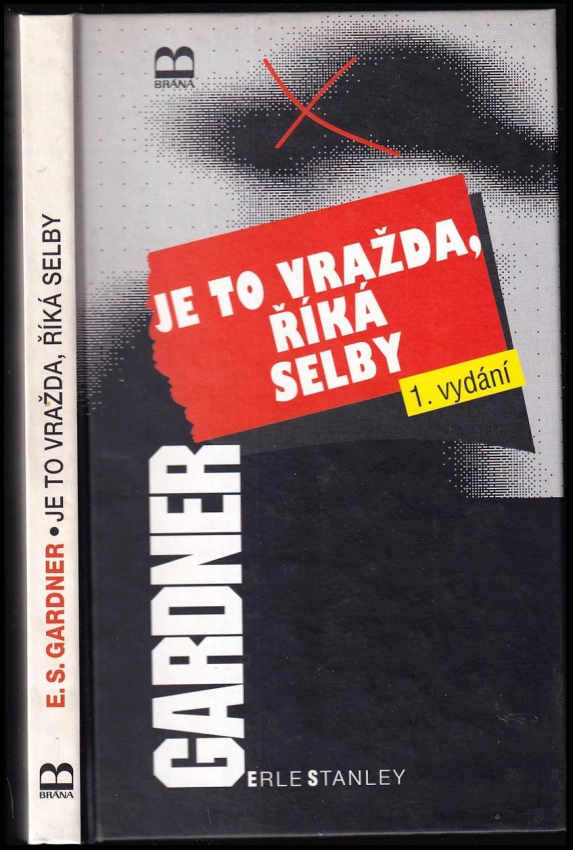 B
BRÁNA
JE TO VRAŽDA,
ŘÍKÁ
SELBY
1. vydání
GARDNER
ERLE STANLEY
E. S. GARDNER • JE TO VRAŽDA, ŘÍKÁ SELBY
B
BRÁNA